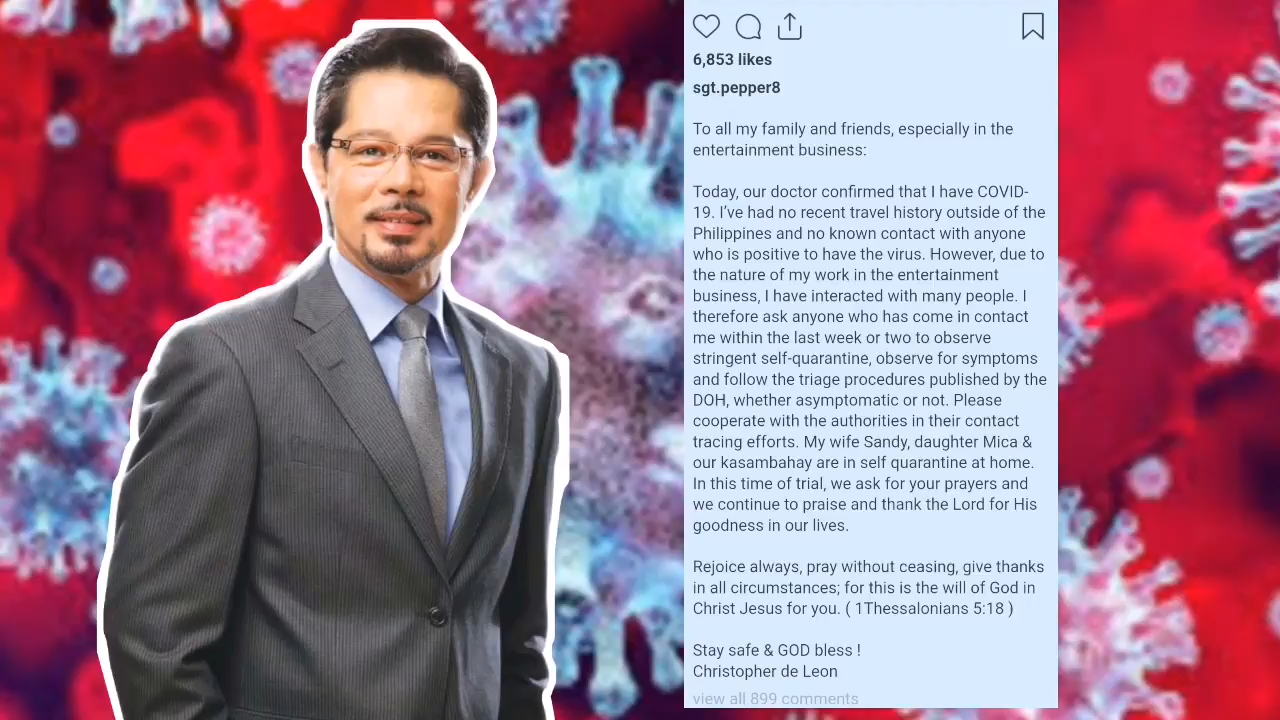 6,853 likes
sgt.pepper8
To all my family and friends, especially in the
entertainment business:
Today, our doctor confirmed that I have COVID-
19. I've had no recent travel history outside of the
Philippines and no known contact with anyone
who is positive to have the virus. However, due to
the nature of my work in the entertainment
business, I have interacted with many people. I
therefore ask anyone who has come in contact
me within the last week or two to observe
stringent self-quarantine, observe for symptoms
and follow the triage procedures published by the
DOH, whether asymptomatic or not. Please
cooperate with the authorities in their contact
tracing efforts. My wife Sandy, daughter Mica &
our kasambahay are in self quarantine at home.
In this time of trial, we ask for your prayers and
we continue to praise and thank the Lord for His
goodness in our lives.
Rejoice always, pray without ceasing, give thanks
in all circumstances; for this is the will of God in
Christ Jesus for you. ( 1Thessalonians 5:18 )
Stay safe & GOD bless !
Christopher de Leon
view all 899 comments